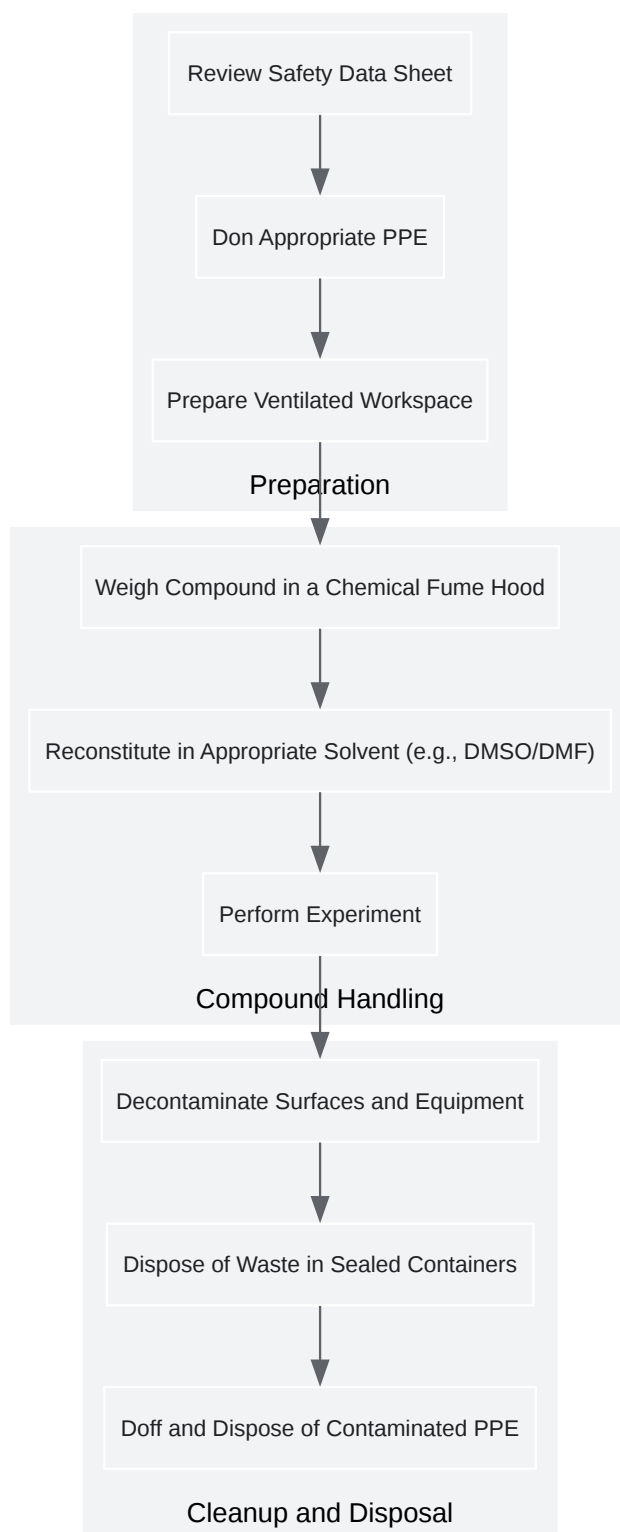 Review Safety Data Sheet
Don Appropriate PPE
Prepare Ventilated Workspace
Preparation
Weigh Compound in a Chemical Fume Hood
Reconstitute in Appropriate Solvent (e.g., DMSO/DMF)
Perform Experiment
Compound Handling
Decontaminate Surfaces and Equipment
Dispose of Waste in Sealed Containers
Doff and Dispose of Contaminated PPE
Cleanup and Disposal